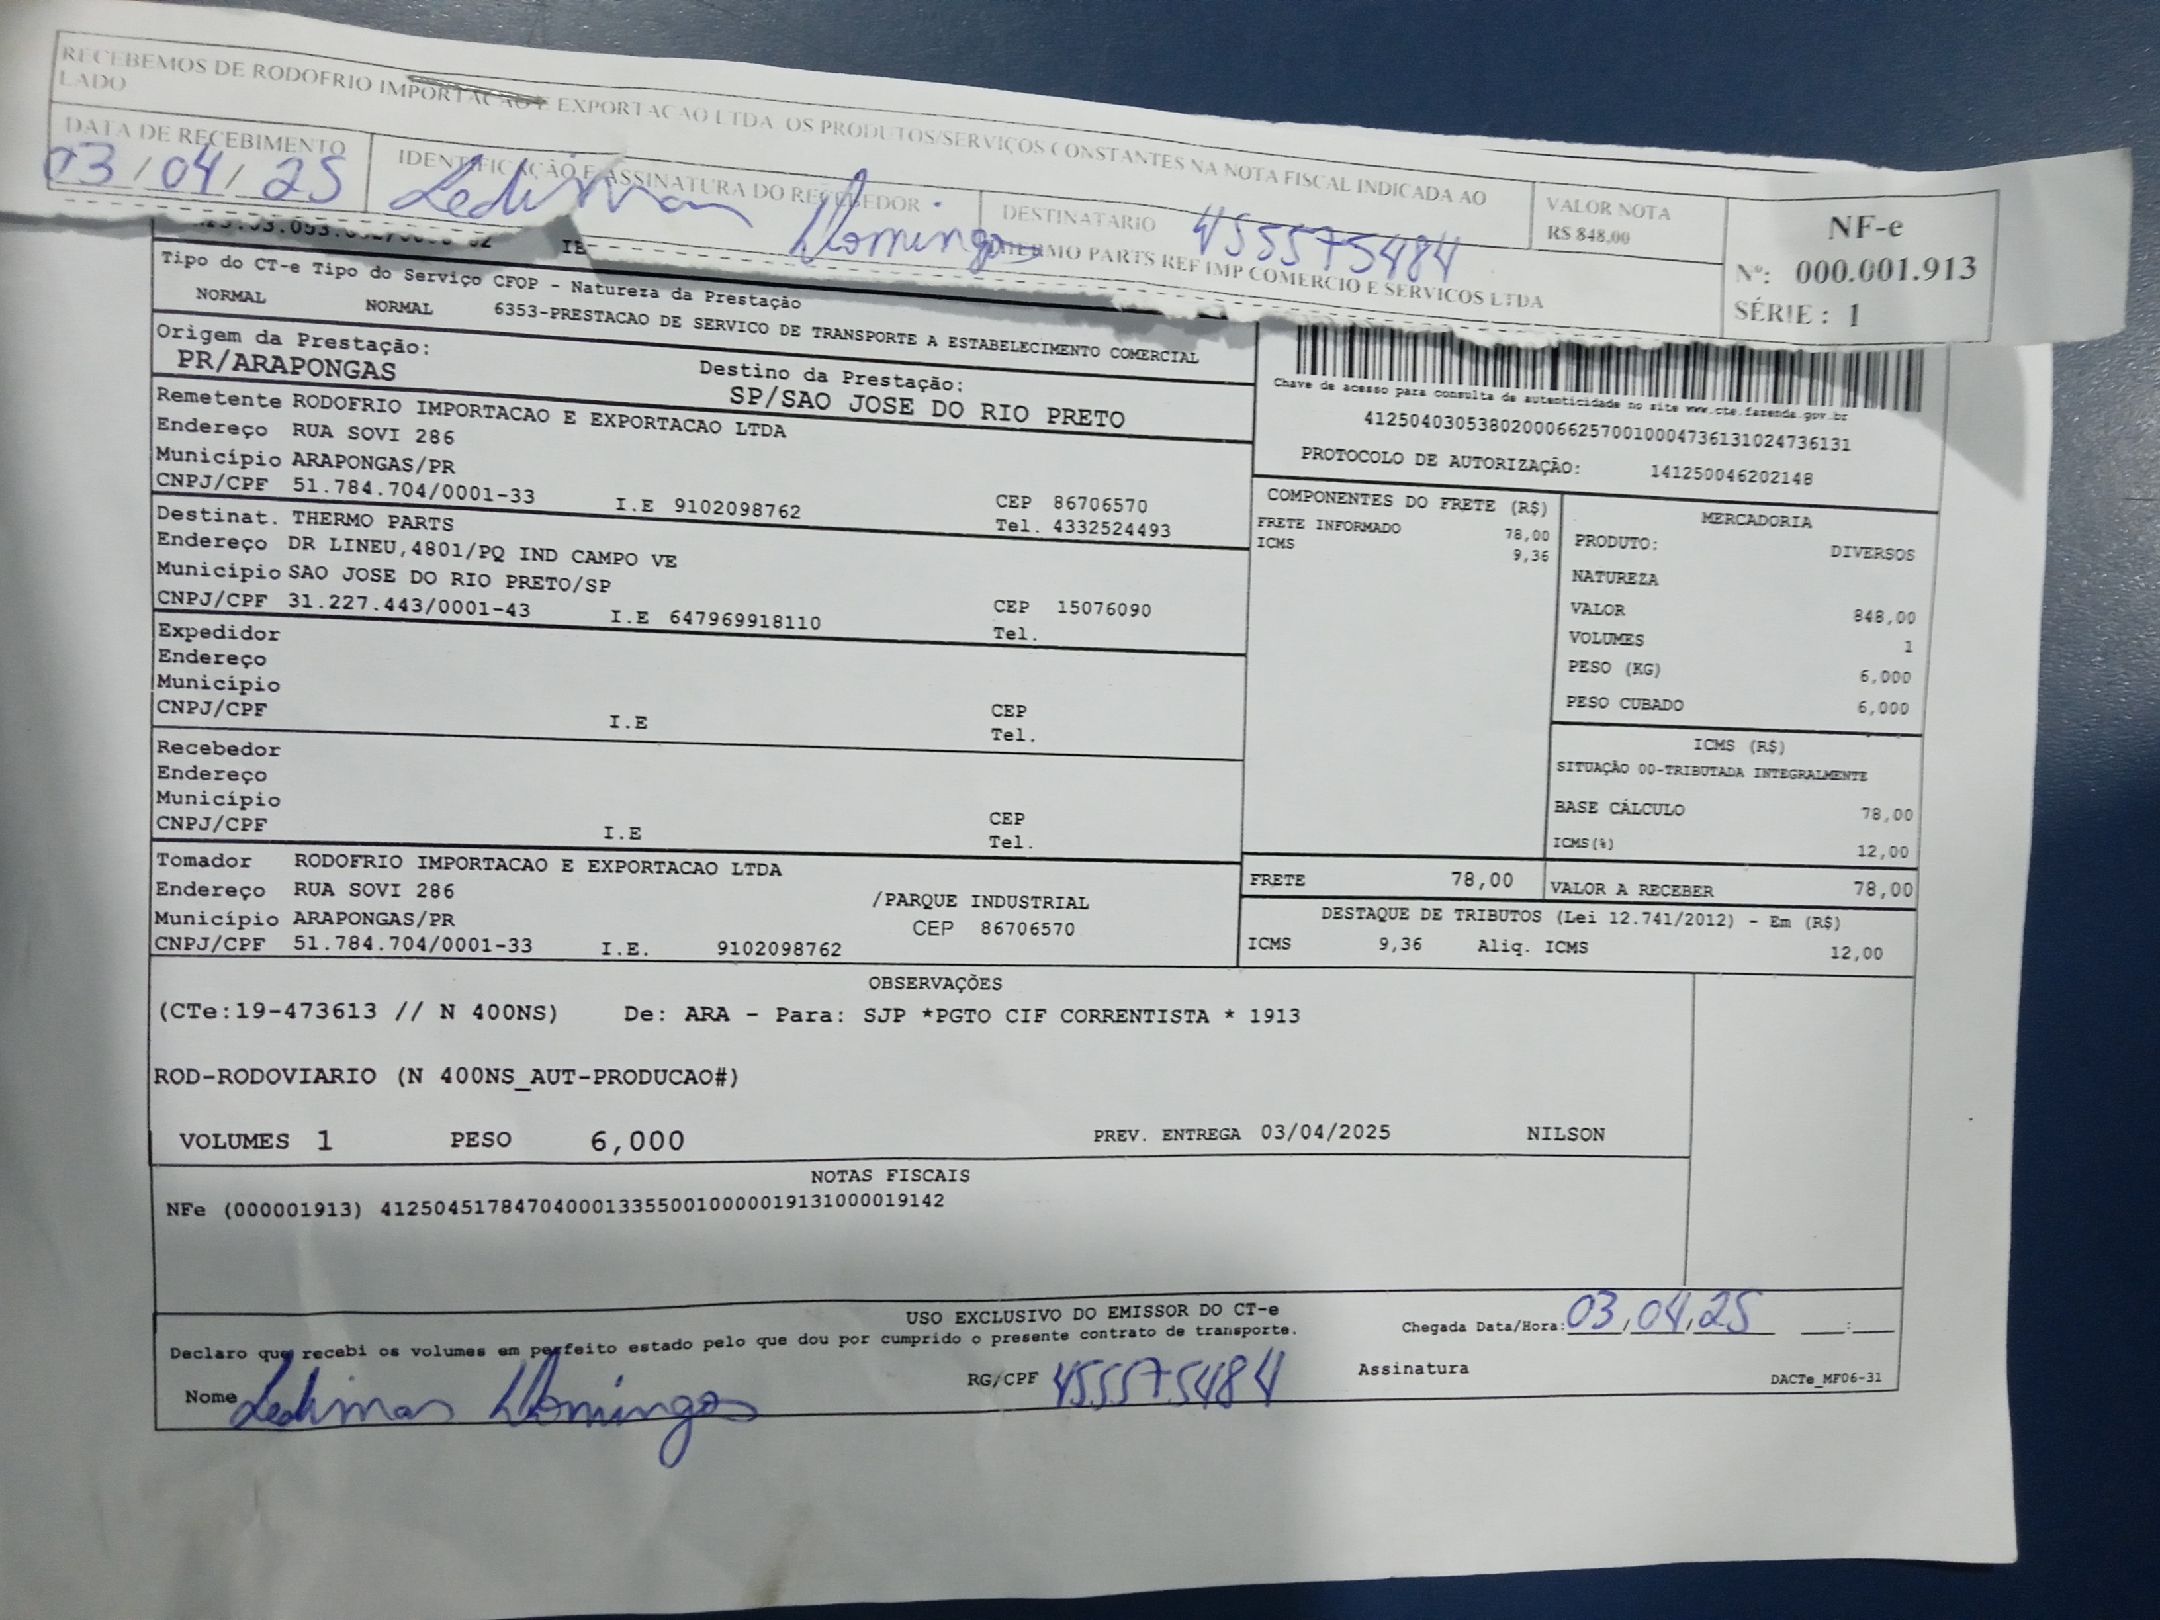 RECEBEMOS DE RODOFRIO IMPORTACAO E EXPORTACAO LTDA OS PRODUTOS/SERVIÇOS CONSTANTES NA NOTA FISCAL INDICADA AO
LADO
DATA DE RECEBIMENTO
03/04/25
IDENTIFICAÇÃO E ASSINATURA DO RECEBEDOR
Domingos
DESTINATÁRIO
455575484
THERMO PARTS REF IMP COMERCIO E SERVICOS LTDA
VALOR NOTA
R$ 848,00
NF-e
Nº: 000.001.913
SÉRIE : 1
Tipo do CT-e Tipo do Serviço CFOP - Natureza da Prestação
NORMAL NORMAL 6353-PRESTACAO DE SERVICO DE TRANSPORTE A ESTABELECIMENTO COMERCIAL
Origem da Prestação: Destino da Prestação:
PR/ARAPONGAS SP/SAO JOSE DO RIO PRETO
Remetente RODOFRIO IMPORTACAO E EXPORTACAO LTDA
Endereço RUA SOVI 286
Município ARAPONGAS/PR CEP 86706570
CNPJ/CPF 51.784.704/0001-33 I.E 9102098762 Tel. 4332524493
Destinat. THERMO PARTS
Endereço DR LINEU,4801/PQ IND CAMPO VE
Município SAO JOSE DO RIO PRETO/SP CEP 15076090
CNPJ/CPF 31.227.443/0001-43 I.E 647969918110 Tel.
Expedidor
Endereço
Município CEP
CNPJ/CPF I.E Tel.
Recebedor
Endereço
Município CEP
CNPJ/CPF I.E Tel.
Tomador RODOFRIO IMPORTACAO E EXPORTACAO LTDA
Endereço RUA SOVI 286 /PARQUE INDUSTRIAL
Município ARAPONGAS/PR CEP 86706570
CNPJ/CPF 51.784.704/0001-33 I.E. 9102098762
Chave de acesso para consulta de autenticidade no site www.cte.fazenda.gov.br
41250403053802000662570010004736131024736131
PROTOCOLO DE AUTORIZAÇÃO: 141250046202148
COMPONENTES DO FRETE (R$)
FRETE INFORMADO 78,00
ICMS 9,36
MERCADORIA
PRODUTO: DIVERSOS
NATUREZA
VALOR 848,00
VOLUMES 1
PESO (KG) 6,000
PESO CUBADO 6,000
ICMS (R$)
SITUAÇÃO 00-TRIBUTADA INTEGRALMENTE
BASE CÁLCULO 78,00
ICMS(%) 12,00
FRETE 78,00 VALOR A RECEBER 78,00
DESTAQUE DE TRIBUTOS (Lei 12.741/2012) - Em (R$)
ICMS 9,36 Aliq. ICMS 12,00
OBSERVAÇÕES
(CTe:19-473613 // N 400NS) De: ARA - Para: SJP *PGTO CIF CORRENTISTA * 1913
ROD-RODOVIARIO (N 400NS_AUT-PRODUCAO#)
VOLUMES 1 PESO 6,000 PREV. ENTREGA 03/04/2025 NILSON
NOTAS FISCAIS
NFe (000001913) 41250451784704000133550010000019131000019142
USO EXCLUSIVO DO EMISSOR DO CT-e
Declaro que recebi os volumes em perfeito estado pelo que dou por cumprido o presente contrato de transporte.
Chegada Data/Hora: 03/04/25 __:__
Nome Domingos RG/CPF 455575484 Assinatura
DACTe_MF06-31